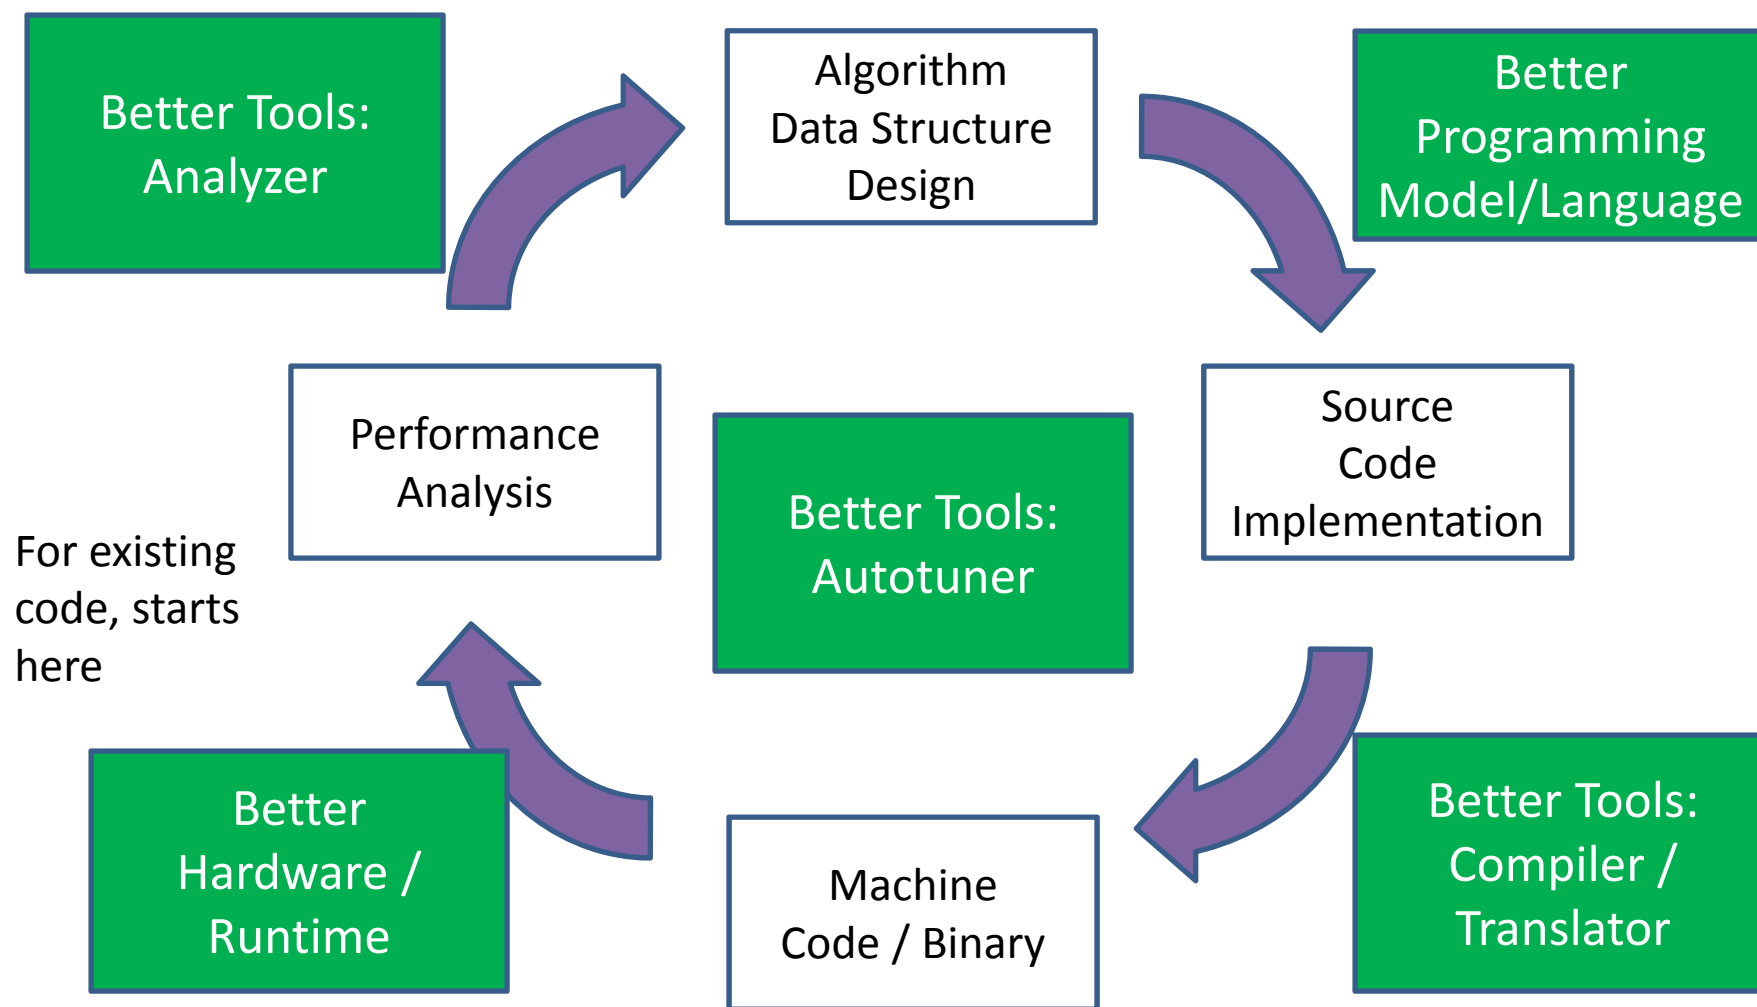 Better Tools:
Analyzer
Algorithm
Data Structure
Design
Better
Programming
Model/Language
Performance
Analysis
Better Tools:
Autotuner
Source
Code
Implementation
For existing
code, starts
here
Better
Hardware /
Runtime
Machine
Code / Binary
Better Tools:
Compiler /
Translator